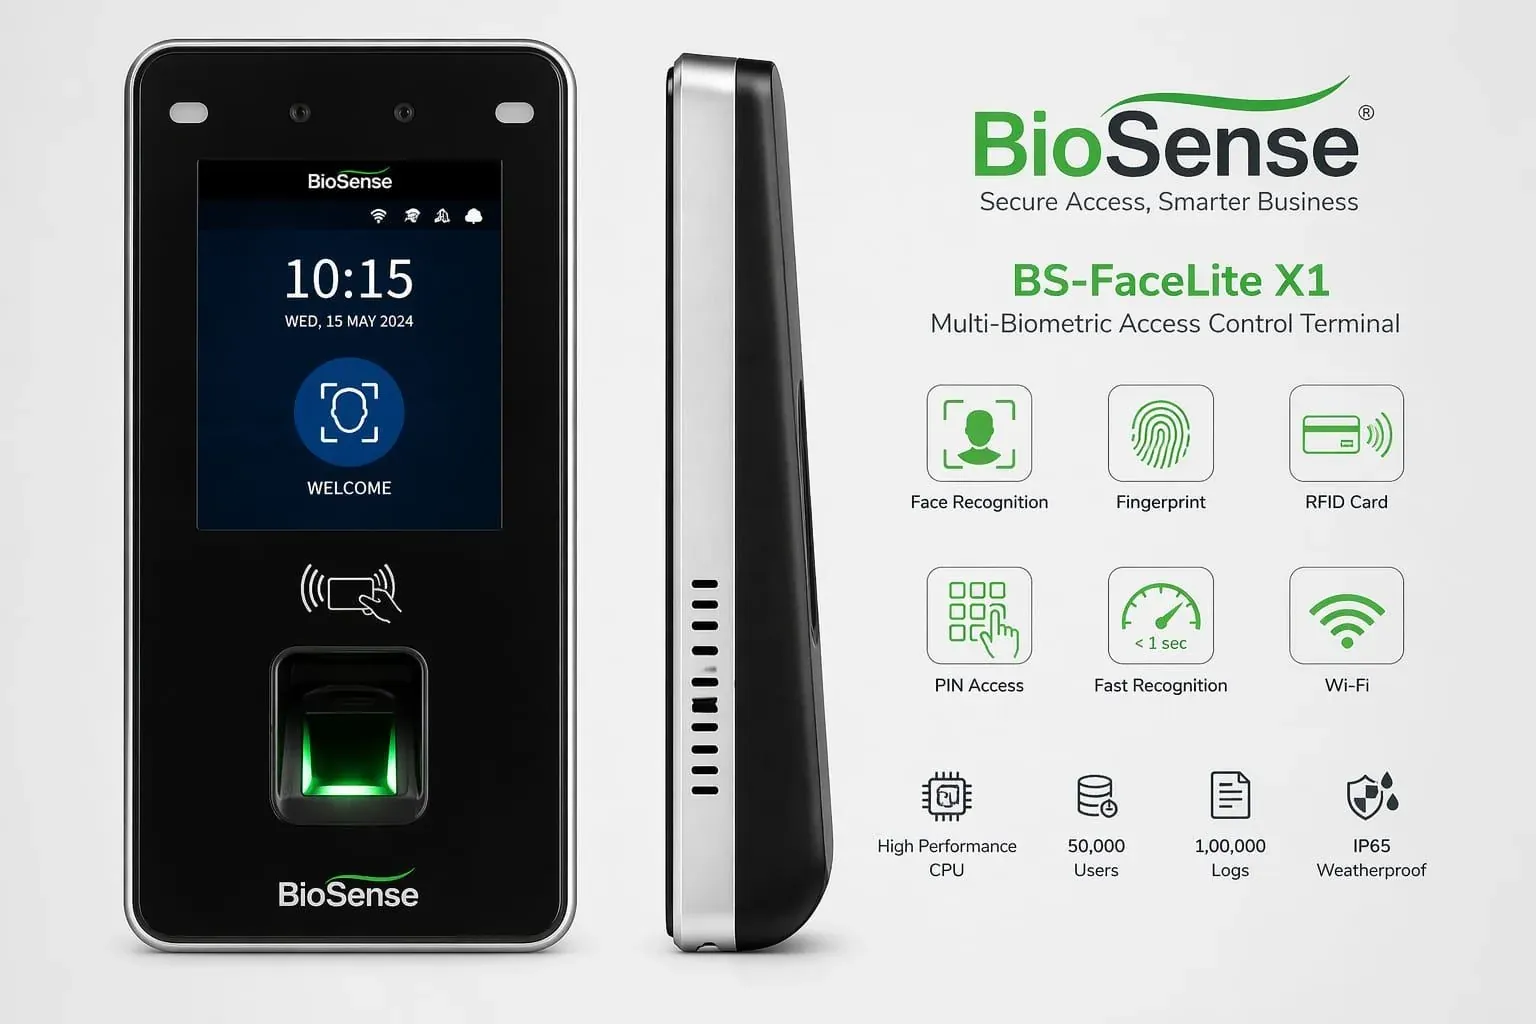 BioSense
10:15
WED, 15 MAY 2024
WELCOME
BioSense
BioSense®
Secure Access, Smarter Business
BS-FaceLite X1
Multi-Biometric Access Control Terminal
Face Recognition
Fingerprint
RFID Card
< 1 sec
PIN Access
Fast Recognition
Wi-Fi
High Performance
CPU
50,000
Users
1,00,000
Logs
IP65
Weatherproof